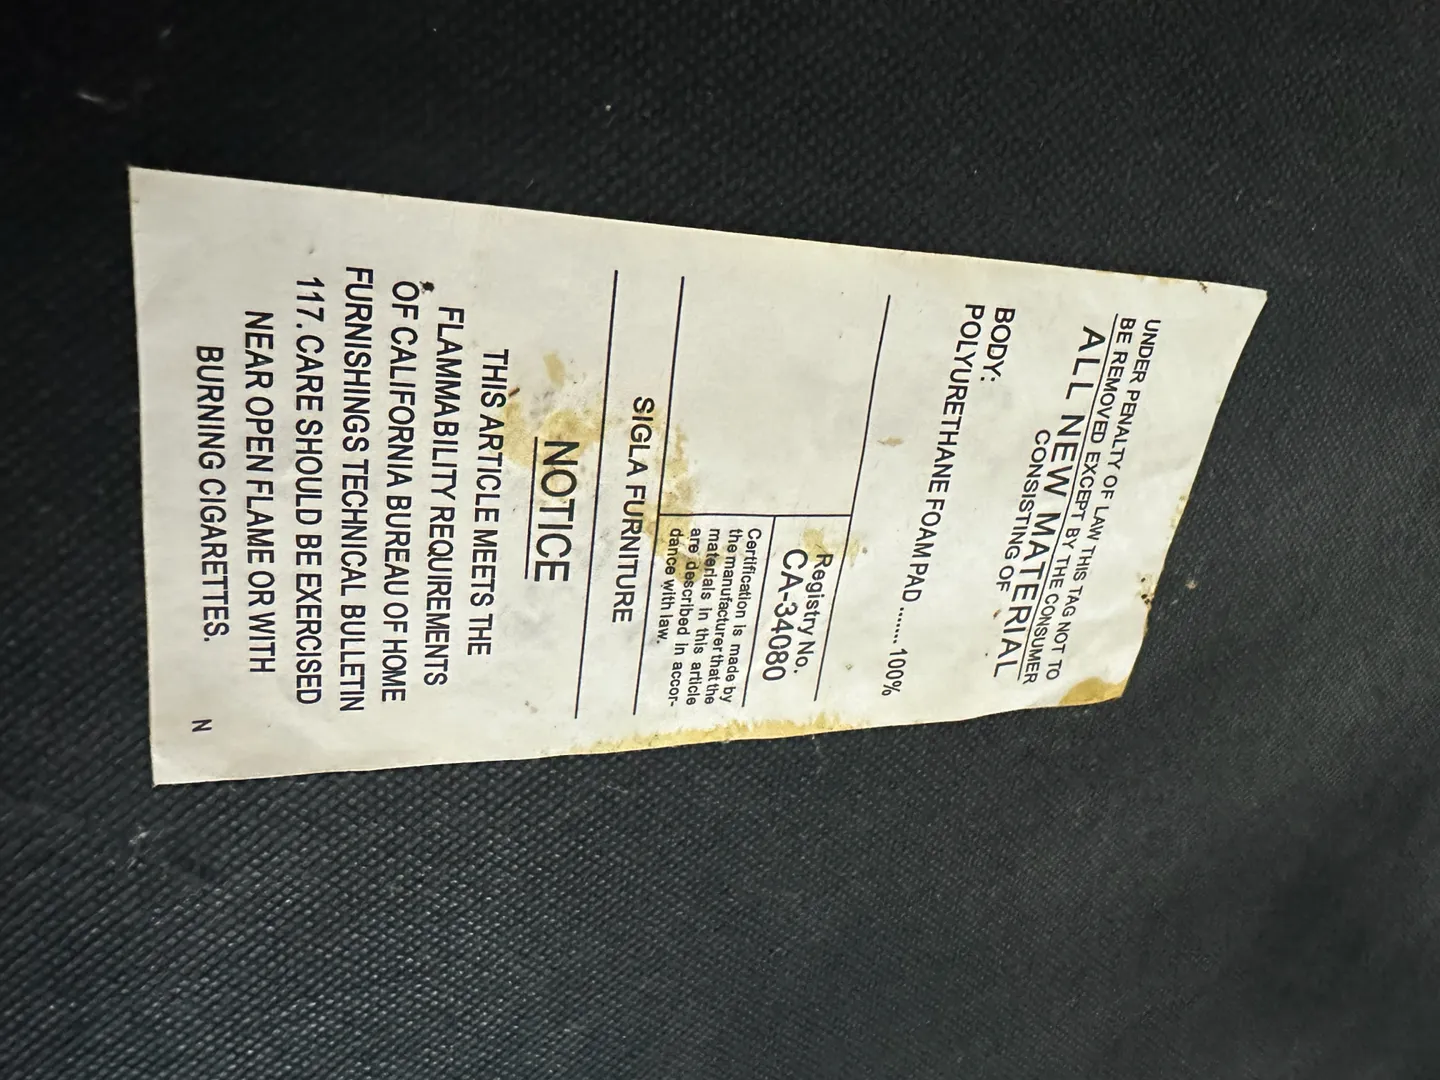 UNDER PENALTY OF LAW THIS TAG NOT TO
BE REMOVED EXCEPT BY THE CONSUMER
ALL NEW MATERIAL
CONSISTING OF
BODY:
POLYURETHANE FOAM PAD ....... 100%
Registry No.
CA-34080
Certification is made by
the manufacturer that the
materials in this article
are described in accor-
dance with law.
SIGLA FURNITURE
NOTICE
THIS ARTICLE MEETS THE
FLAMMABILITY REQUIREMENTS
OF CALIFORNIA BUREAU OF HOME
FURNISHINGS TECHNICAL BULLETIN
117. CARE SHOULD BE EXERCISED
NEAR OPEN FLAME OR WITH
BURNING CIGARETTES.
N